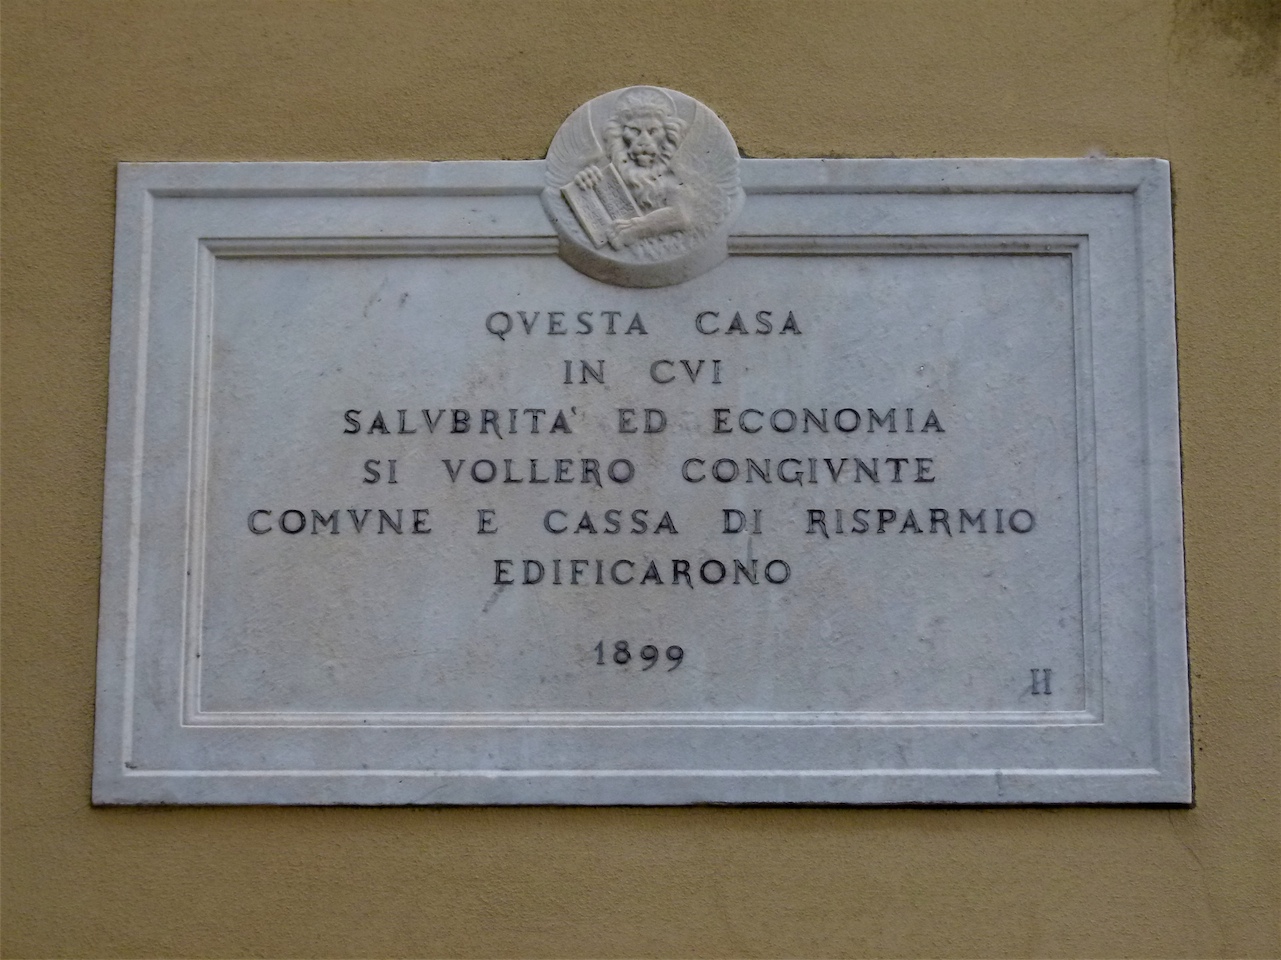 QVESTA CASA
IN CVI
SALVBRITA' ED ECONOMIA
SI VOLLERO CONGIVNTE
COMVNE E CASSA DI RISPARMIO
EDIFICARONO
1899
H